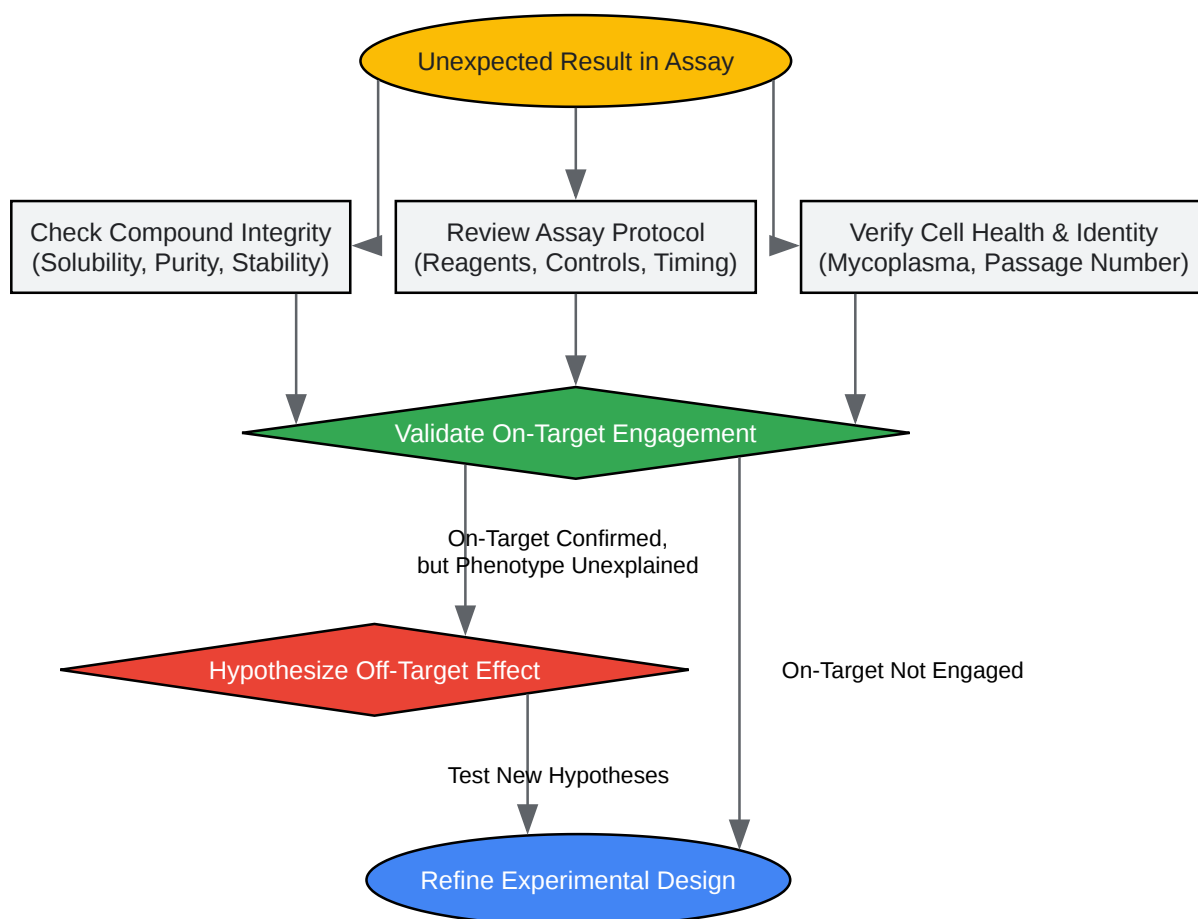 Unexpected Result in Assay
Check Compound Integrity
(Solubility, Purity, Stability)
Review Assay Protocol
(Reagents, Controls, Timing)
Verify Cell Health & Identity
(Mycoplasma, Passage Number)
Validate On-Target Engagement
On-Target Confirmed,
but Phenotype Unexplained
Hypothesize Off-Target Effect
On-Target Not Engaged
Test New Hypotheses
Refine Experimental Design